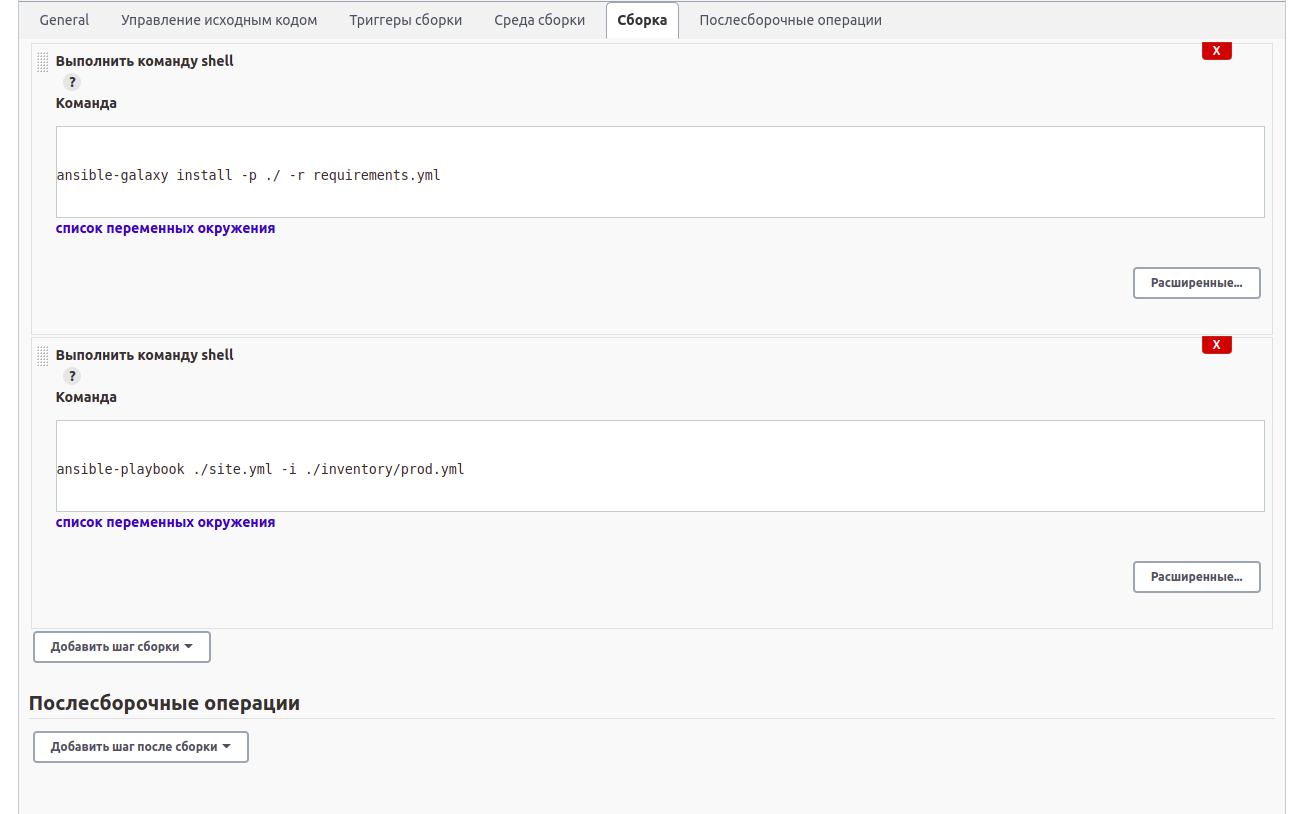 General Управление исходным кодом Триггеры сборки Среда сборки Сборка Послесборочные операции
Выполнить команду shell
X
?
Команда
ansible-galaxy install -p ./ -r requirements.yml
список переменных окружения
Расширенные...
Выполнить команду shell
X
?
Команда
ansible-playbook ./site.yml -i ./inventory/prod.yml
список переменных окружения
Расширенные...
Добавить шаг сборки
Послесборочные операции
Добавить шаг после сборки